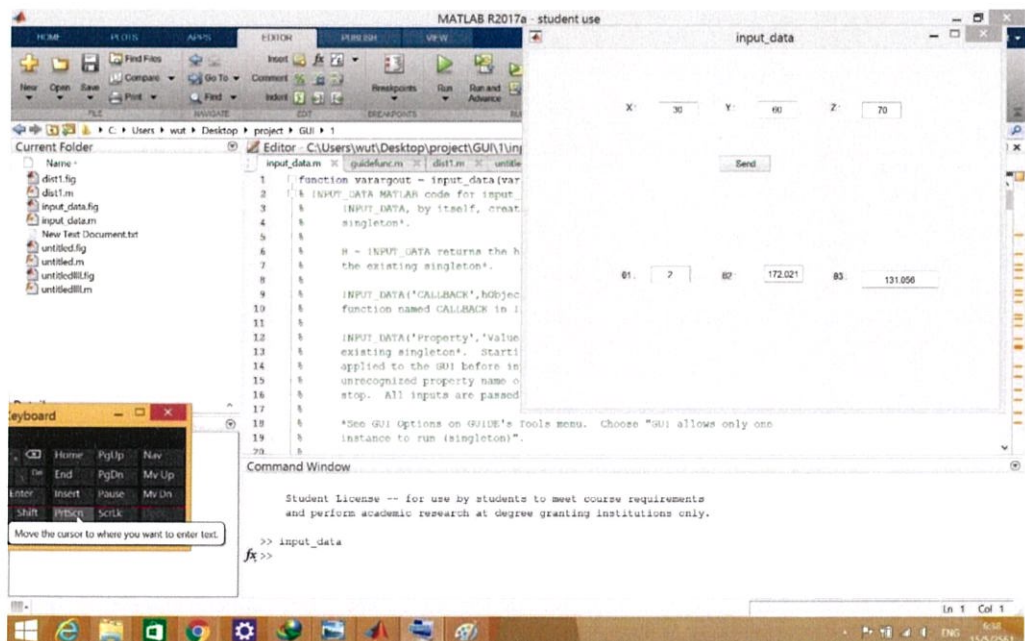 MATLAB R2017a - student use
HOME PLOTS APPS EDITOR PUBLISH VIEW
New Open Save Find Files Compare Print Go To Find Comment Indent Insert fx Breakpoints Run Run and Advance
FILE NAVIGATE EDIT BREAKPOINTS
C: Users wut Desktop project GUI 1
Current Folder
Name
dist1.fig
dist1.m
input_data.fig
input_data.m
New Text Document.txt
untitled.fig
untitled.m
untitledllll.fig
untitledllll.m
Editor - C:\Users\wut\Desktop\project\GUI\1\inp
input_data.m guidefunc.m dist1.m untitle
1 function varargout = input_data(var
2 % INPUT_DATA MATLAB code for input_
3 % INPUT_DATA, by itself, creat
4 % singleton*.
5 %
6 % H = INPUT_DATA returns the h
7 % the existing singleton*.
8 %
9 % INPUT_DATA('CALLBACK',hObjec
10 % function named CALLBACK in I
11 %
12 % INPUT_DATA('Property','Value
13 % existing singleton*. Starti
14 % applied to the GUI before in
15 % unrecognized property name o
16 % stop. All inputs are passed
17 %
18 % *See GUI Options on GUIDE's Tools menu. Choose "GUI allows only one
19 % instance to run (singleton)".
20 %
input_data
X: 30 Y: 60 Z: 70
Send
θ1: 2 θ2: 172.021 θ3: 131.056
Keyboard
Home PgUp Nav
Del End PgDn Mv Up
Enter Insert Pause Mv Dn
Shift PrtScn ScrLk
Move the cursor to where you want to enter text.
Command Window
Student License -- for use by students to meet course requirements
and perform academic research at degree granting institutions only.
>> input_data
fx >>
Ln 1 Col 1
ENG